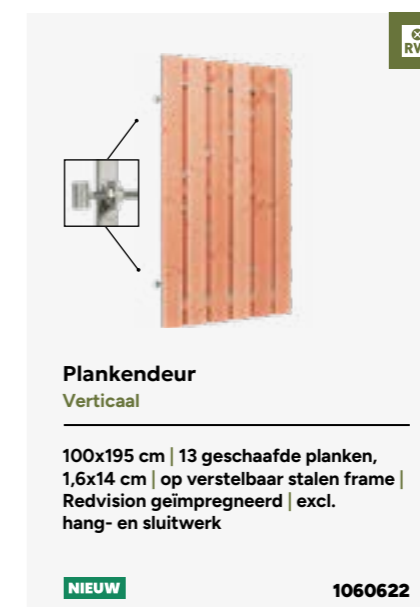 Plankendeur
Verticaal
100x195 cm | 13 geschaafde planken,
1,6x14 cm | op verstelbaar stalen frame |
Redvision geïmpregneerd | excl.
hang- en sluitwerk
NIEUW
1060622